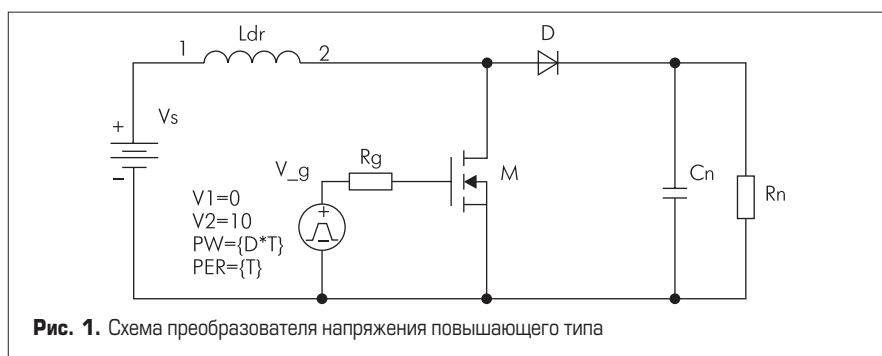 Ldr
D
1
2
+
Vs
−
V_g
Rg
M
Cn
Rn
V1=0
V2=10
PW={D*T}
PER={T}
+
−
Рис. 1. Схема преобразователя напряжения повышающего типа